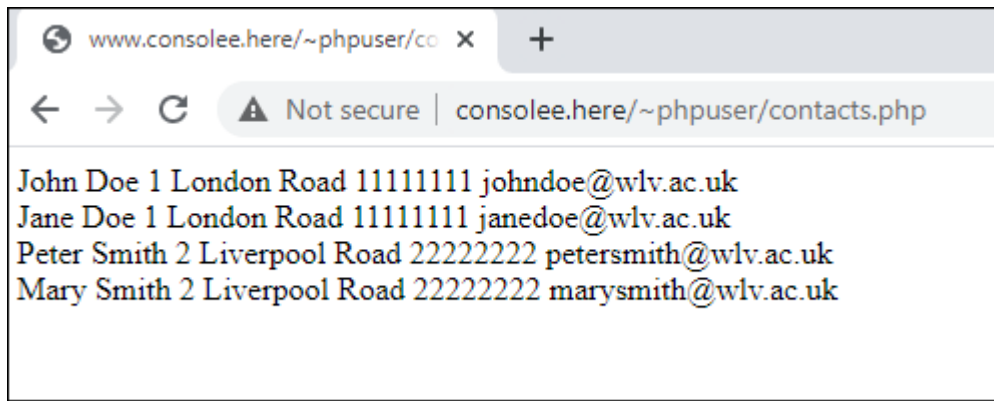 www.consolee.here/~phpuser/co
Not secure consolee.here/~phpuser/contacts.php
John Doe 1 London Road 11111111 johndoe@wlv.ac.uk
Jane Doe 1 London Road 11111111 janedoe@wlv.ac.uk
Peter Smith 2 Liverpool Road 22222222 petersmith@wlv.ac.uk
Mary Smith 2 Liverpool Road 22222222 marysmith@wlv.ac.uk